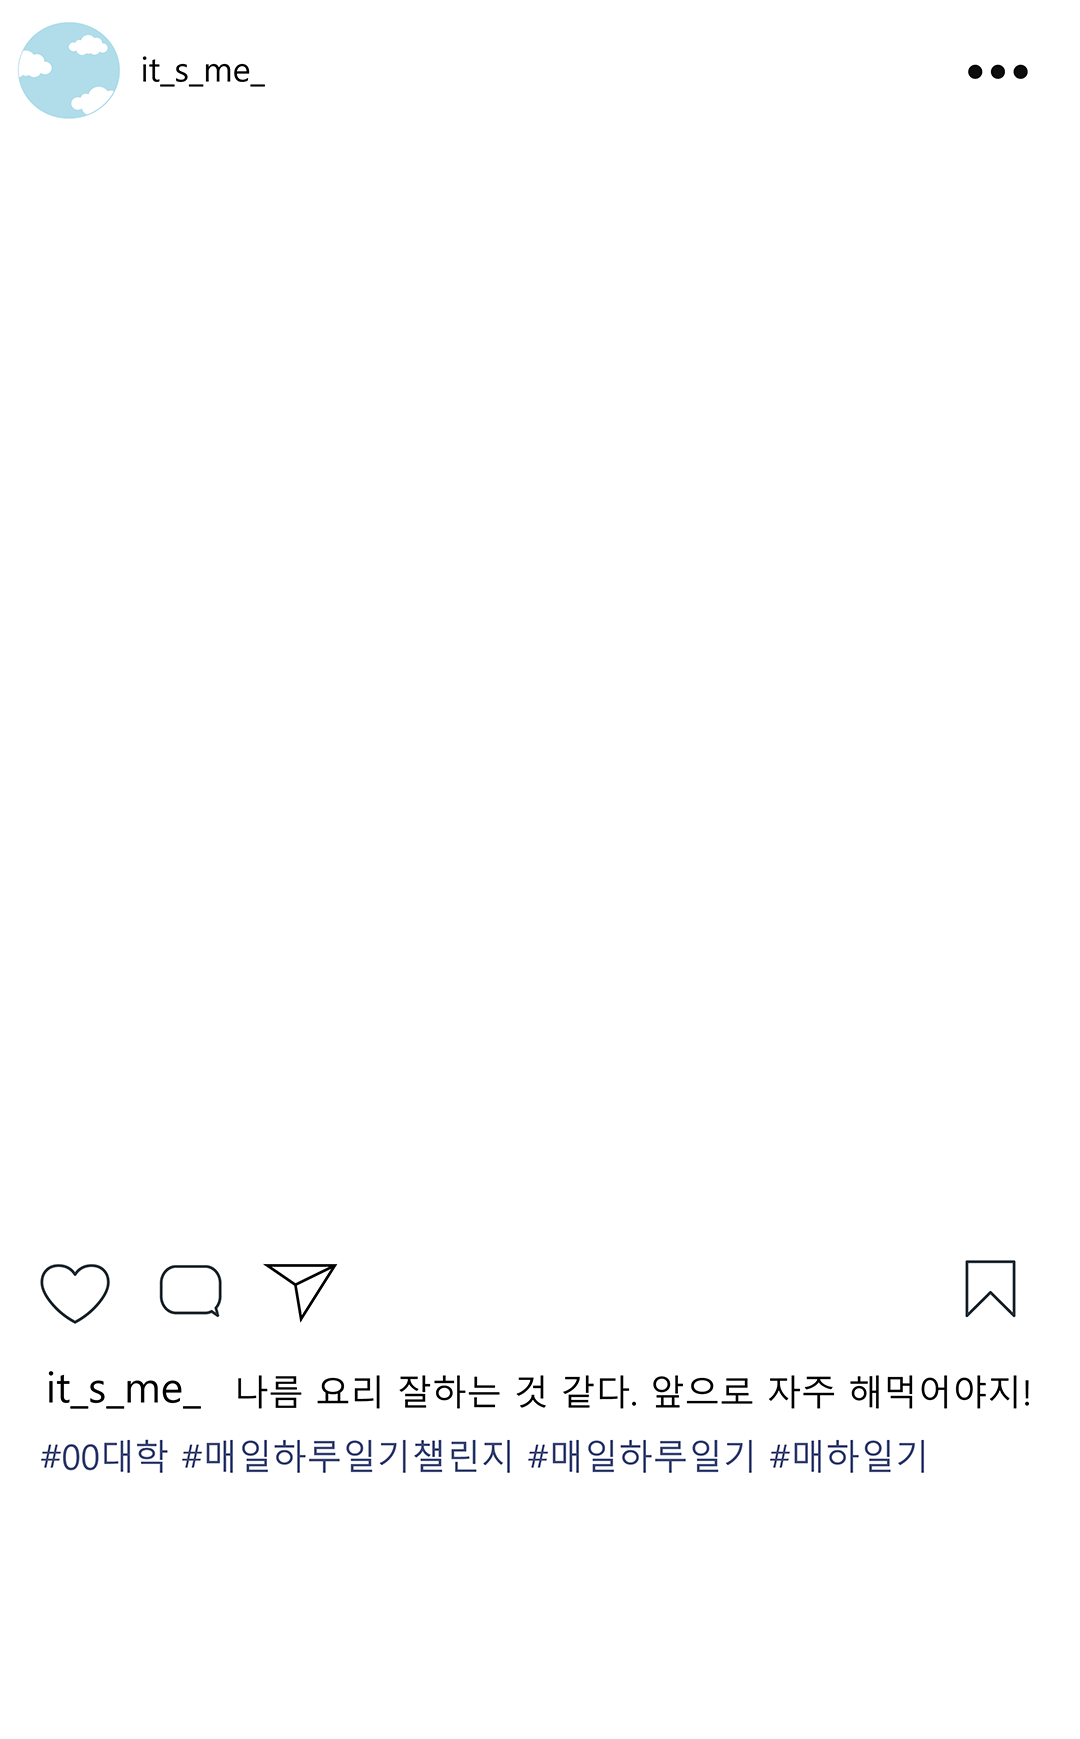 it_s_me_
it_s_me_ 나름 요리 잘하는 것 같다. 앞으로 자주 해먹어야지!
#00대학 #매일하루일기챌린지 #매일하루일기 #매하일기